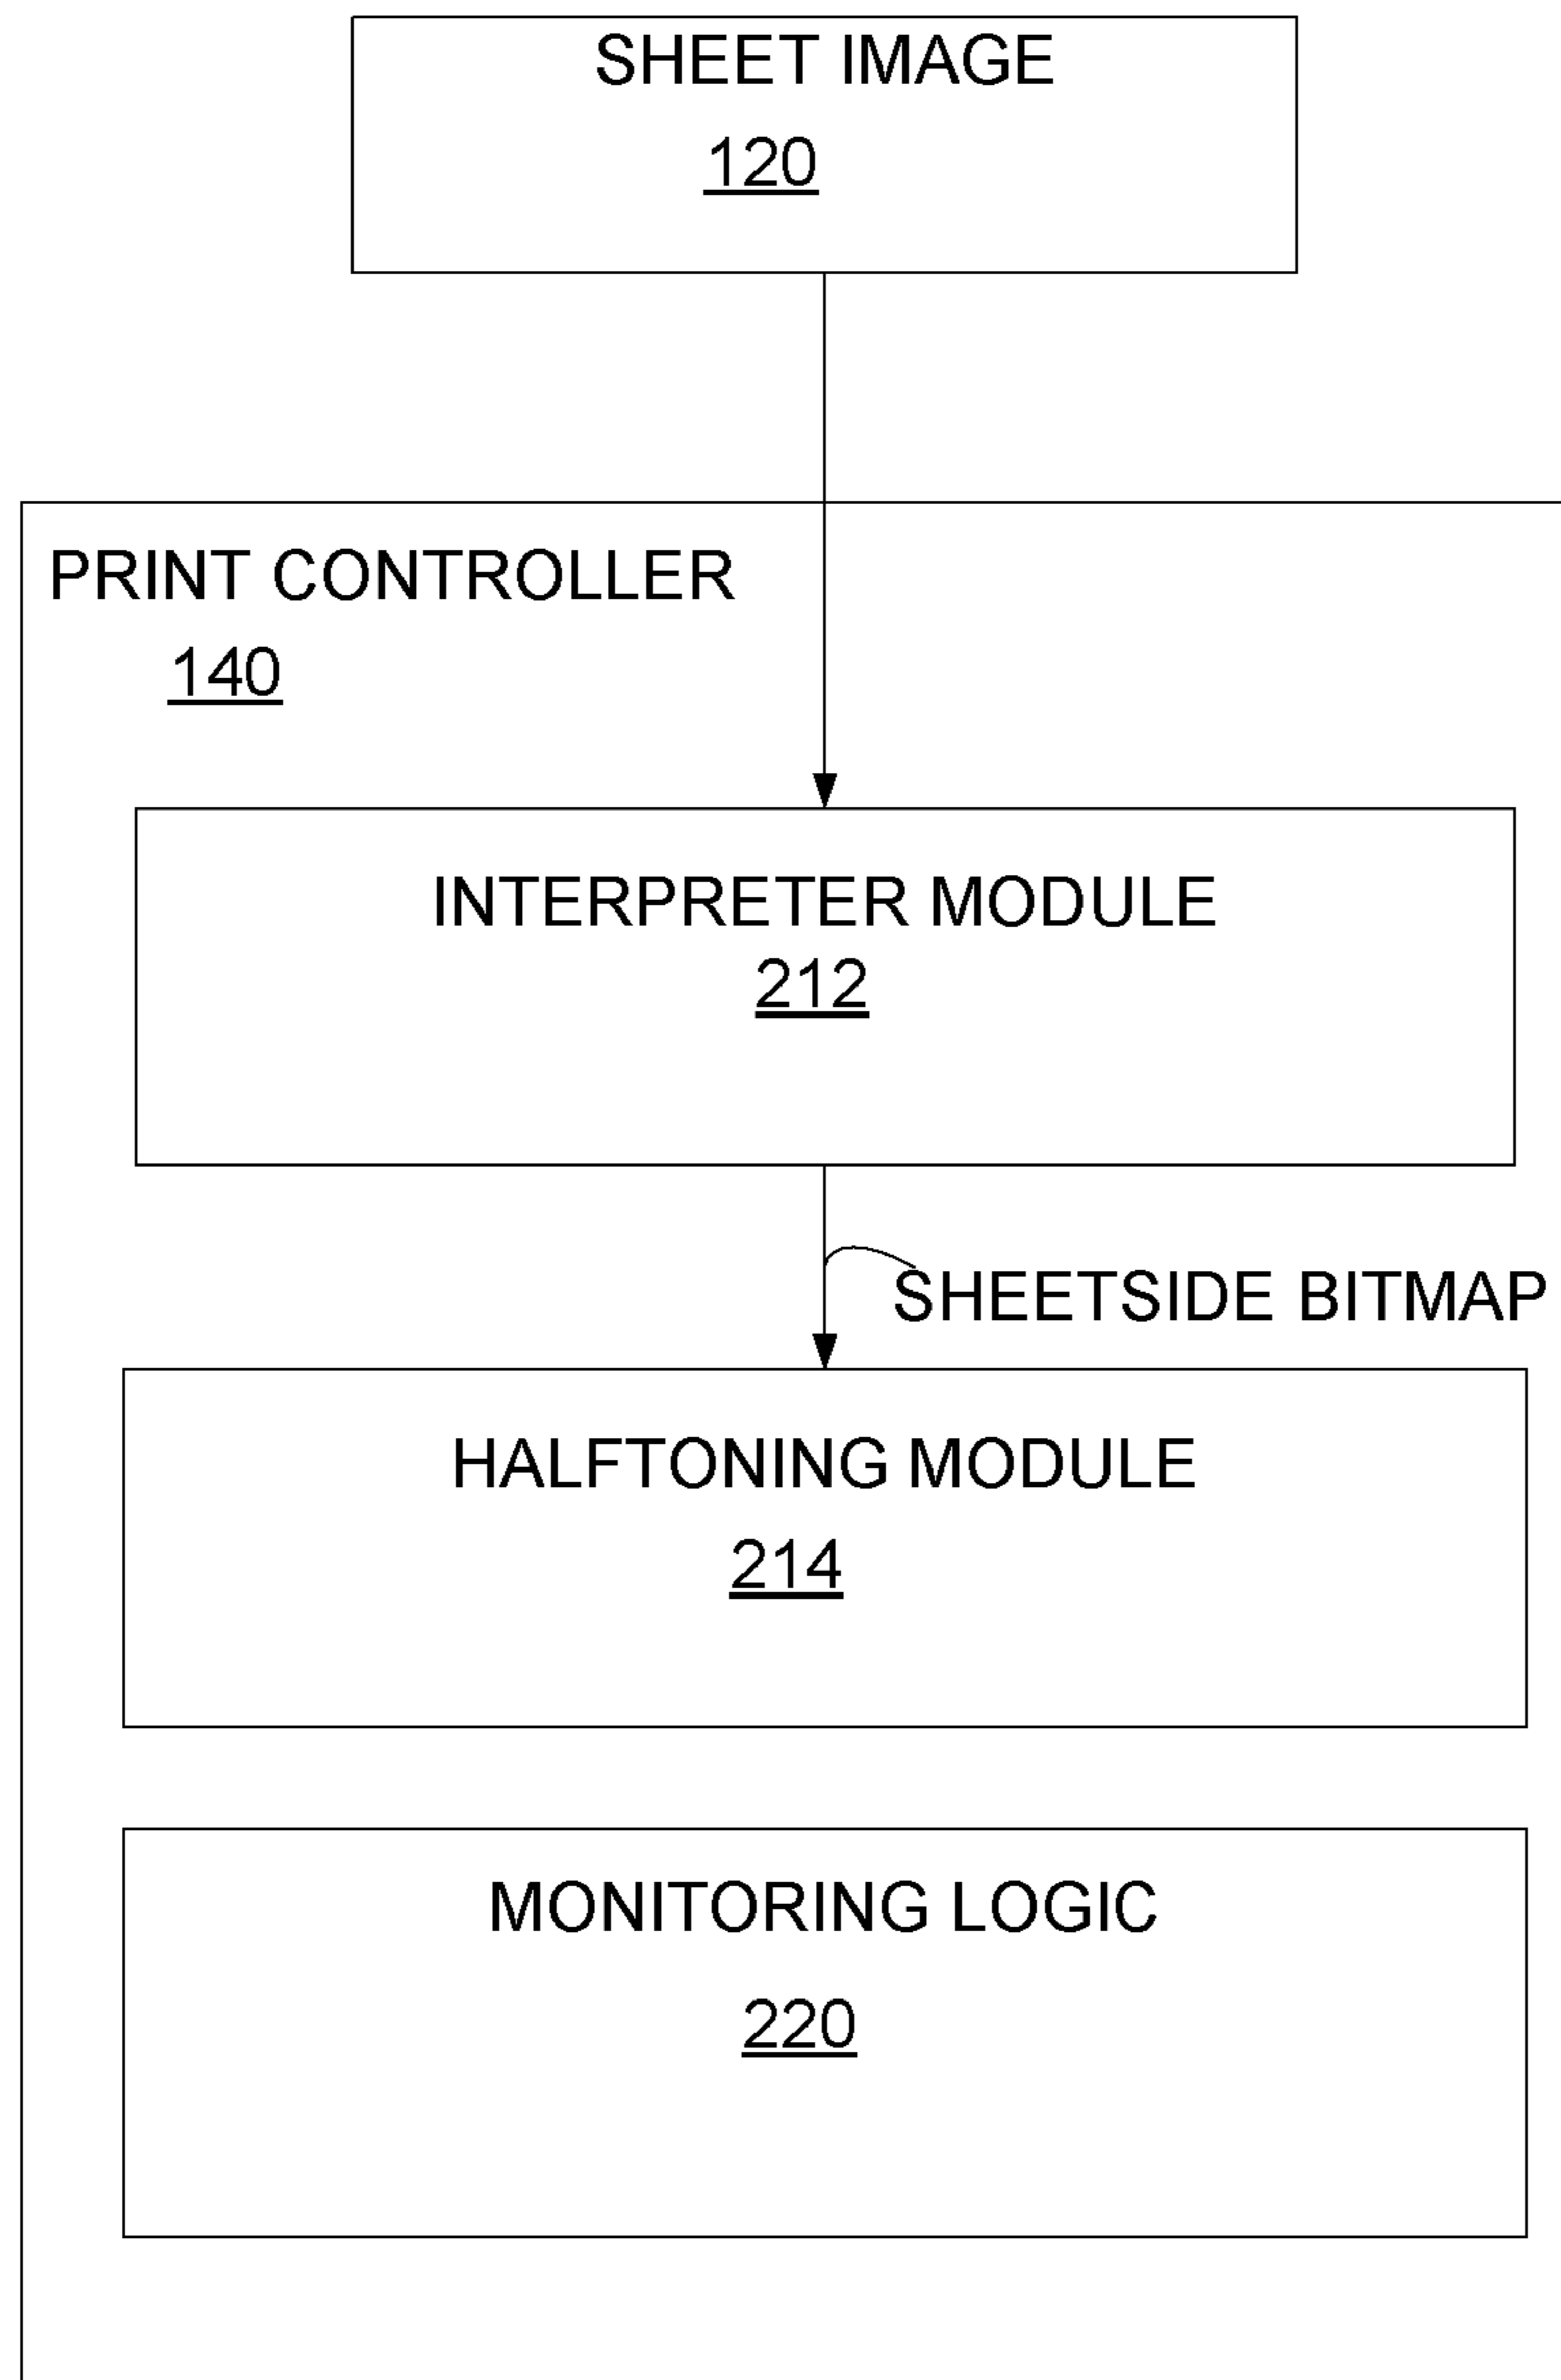 SHEET IMAGE
120
PRINT CONTROLLER
140
INTERPRETER MODULE
212
SHEETSIDE BITMAP
HALFTONING MODULE
214
MONITORING LOGIC
220